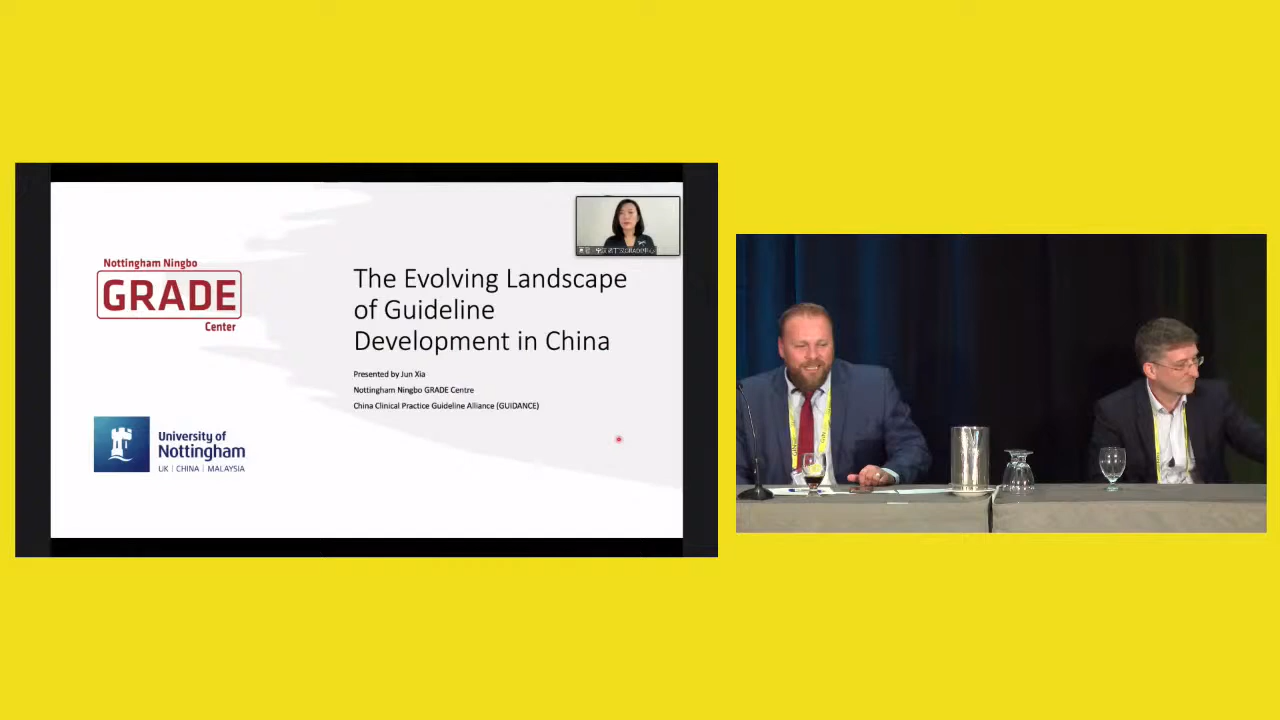 Nottingham Ningbo
GRADE
Center
The Evolving Landscape
of Guideline
Development in China
Presented by Jun Xia
Nottingham Ningbo GRADE Centre
China Clinical Practice Guideline Alliance (GUIDANCE)
University of
Nottingham
UK | CHINA | MALAYSIA